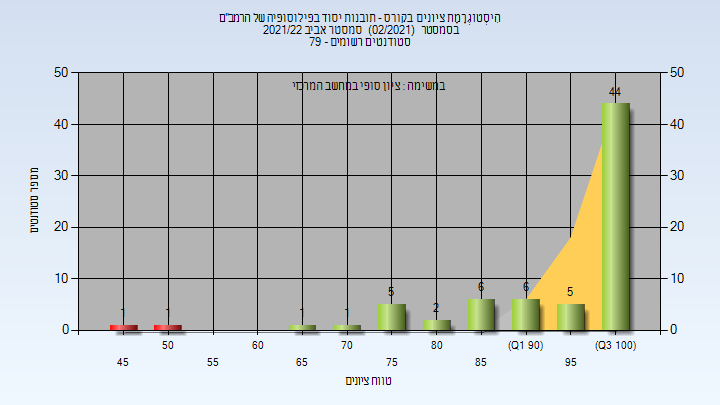 היסטוגרמת ציונים בקורס - תובנות יסוד בפילוסופיה של הרמב"ם
בסמסטר (02/2021) סמסטר אביב 2021/22
סטודנטים רשומים - 79
במשימה : ציון סופי במחשב המרכזי
50 50
44
40 40
מספר סטודנטים
30 30
20 20
10 10
1 1 1 1 5 2 6 6 5
0 0
50 60 70 80 (Q1 90) (Q3 100)
45 55 65 75 85 95
טווח ציונים